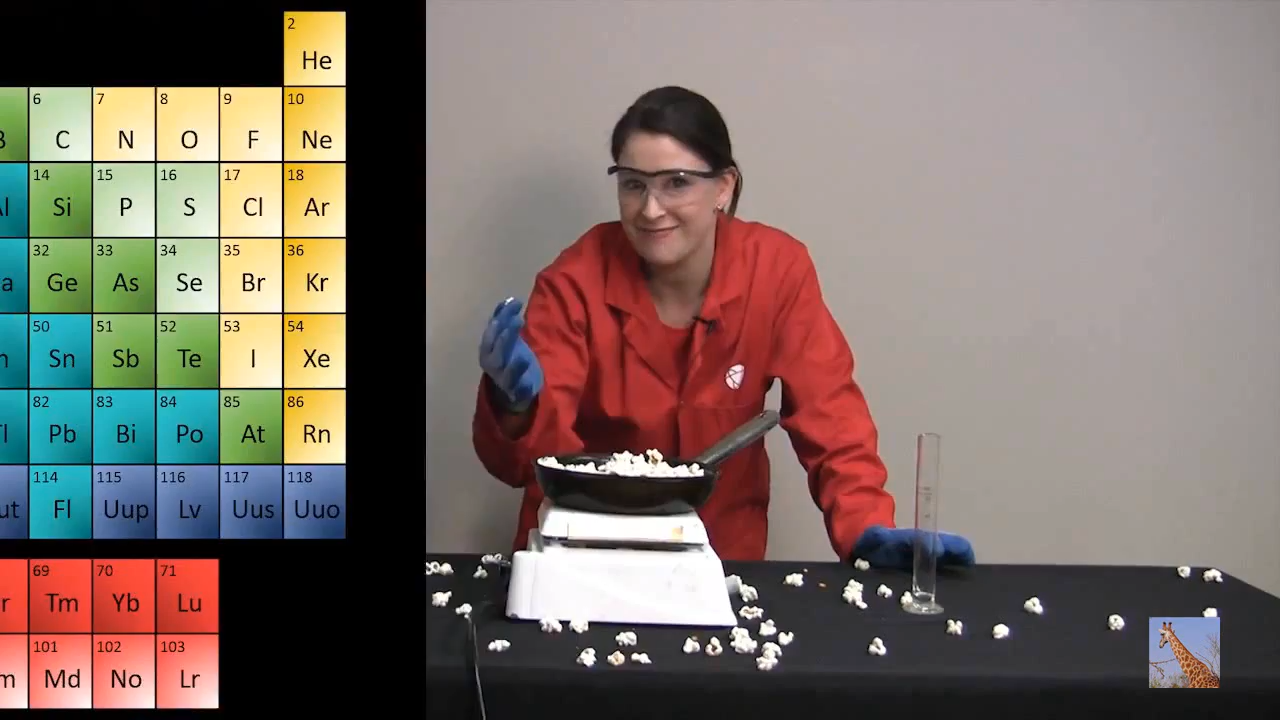 2
He
6 7 8 9 10
B C N O F Ne
14 15 16 17 18
Al Si P S Cl Ar
32 33 34 35 36
a Ge As Se Br Kr
50 51 52 53 54
n Sn Sb Te I Xe
82 83 84 85 86
Tl Pb Bi Po At Rn
114 115 116 117 118
ut Fl Uup Lv Uus Uuo
69 70 71
r Tm Yb Lu
101 102 103
m Md No Lr